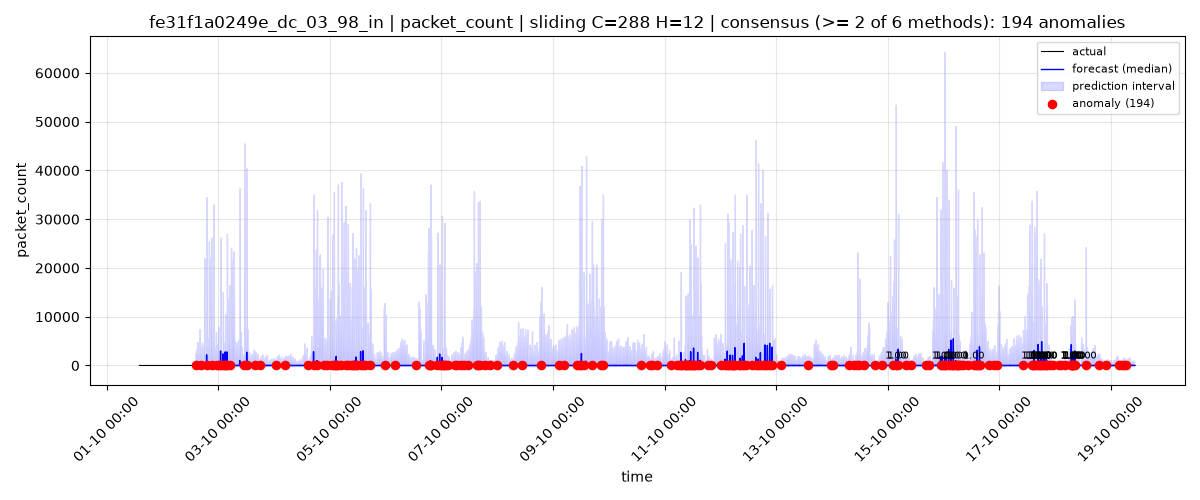 fe31f1a0249e_dc_03_98_in | packet_count | sliding C=288 H=12 | consensus (>= 2 of 6 methods): 194 anomalies
actual
forecast (median)
prediction interval
anomaly (194)
packet_count
60000
50000
40000
30000
20000
10000
0
01-10 00:00
03-10 00:00
05-10 00:00
07-10 00:00
09-10 00:00
11-10 00:00
13-10 00:00
15-10 00:00
17-10 00:00
19-10 00:00
time